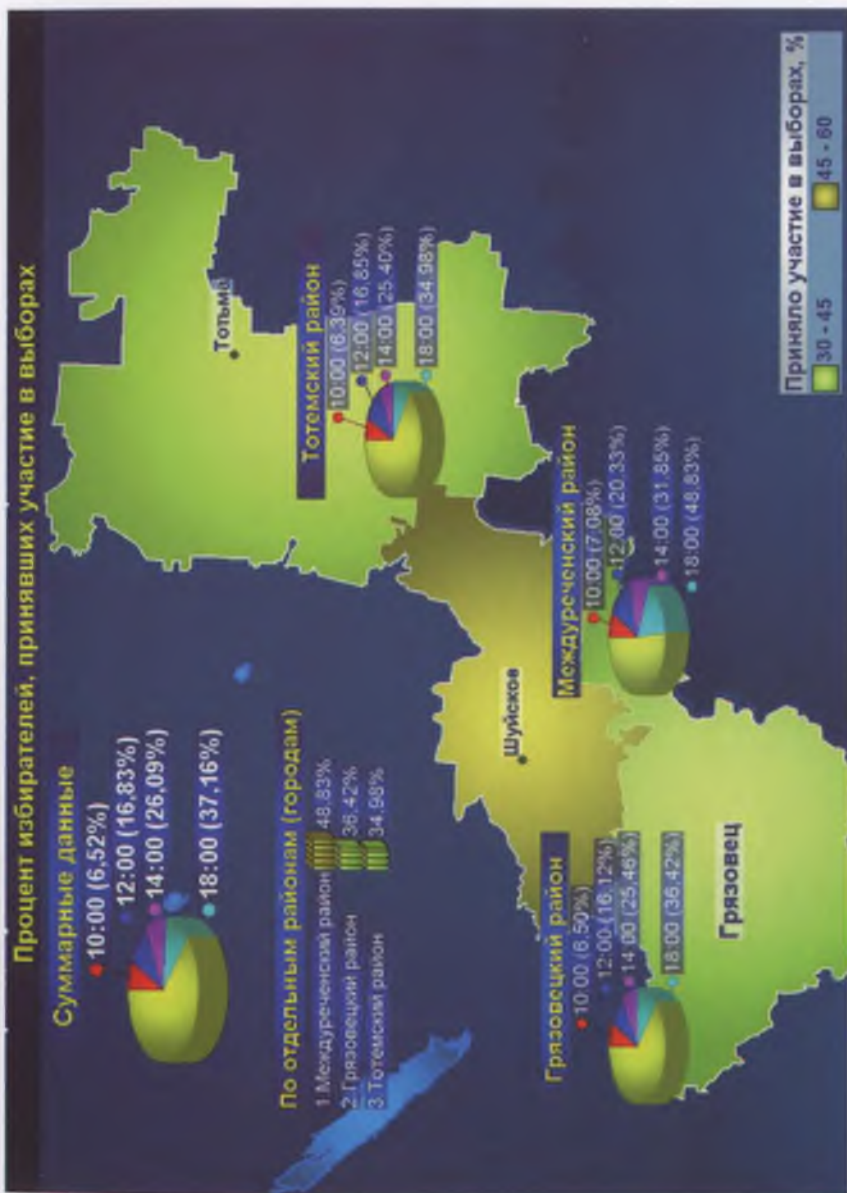 Процент избирателей, принявших участие в выборах
Суммарные данные
10:00 (6,52%)
12:00 (16,83%)
14:00 (26,09%)
18:00 (37,16%)
По отдельным районам (городам)
1.Междуреченский район 48.83%
2.Грязовецкий район 36.42%
3.Тотемский район 34.98%
Тотьма
Тотемский район
10:00 (6.39%)
12:00 (16.85%)
14:00 (25.40%)
18:00 (34.98%)
Шуйское
Междуреченский район
10:00 (7.08%)
12:00 (20.33%)
14:00 (31.85%)
18:00 (48.83%)
Грязовецкий район
10:00 (6.50%)
12:00 (16.12%)
14:00 (25.46%)
18:00 (36.42%)
Грязовец
Приняло участие в выборах, %
30 - 45
45 - 60